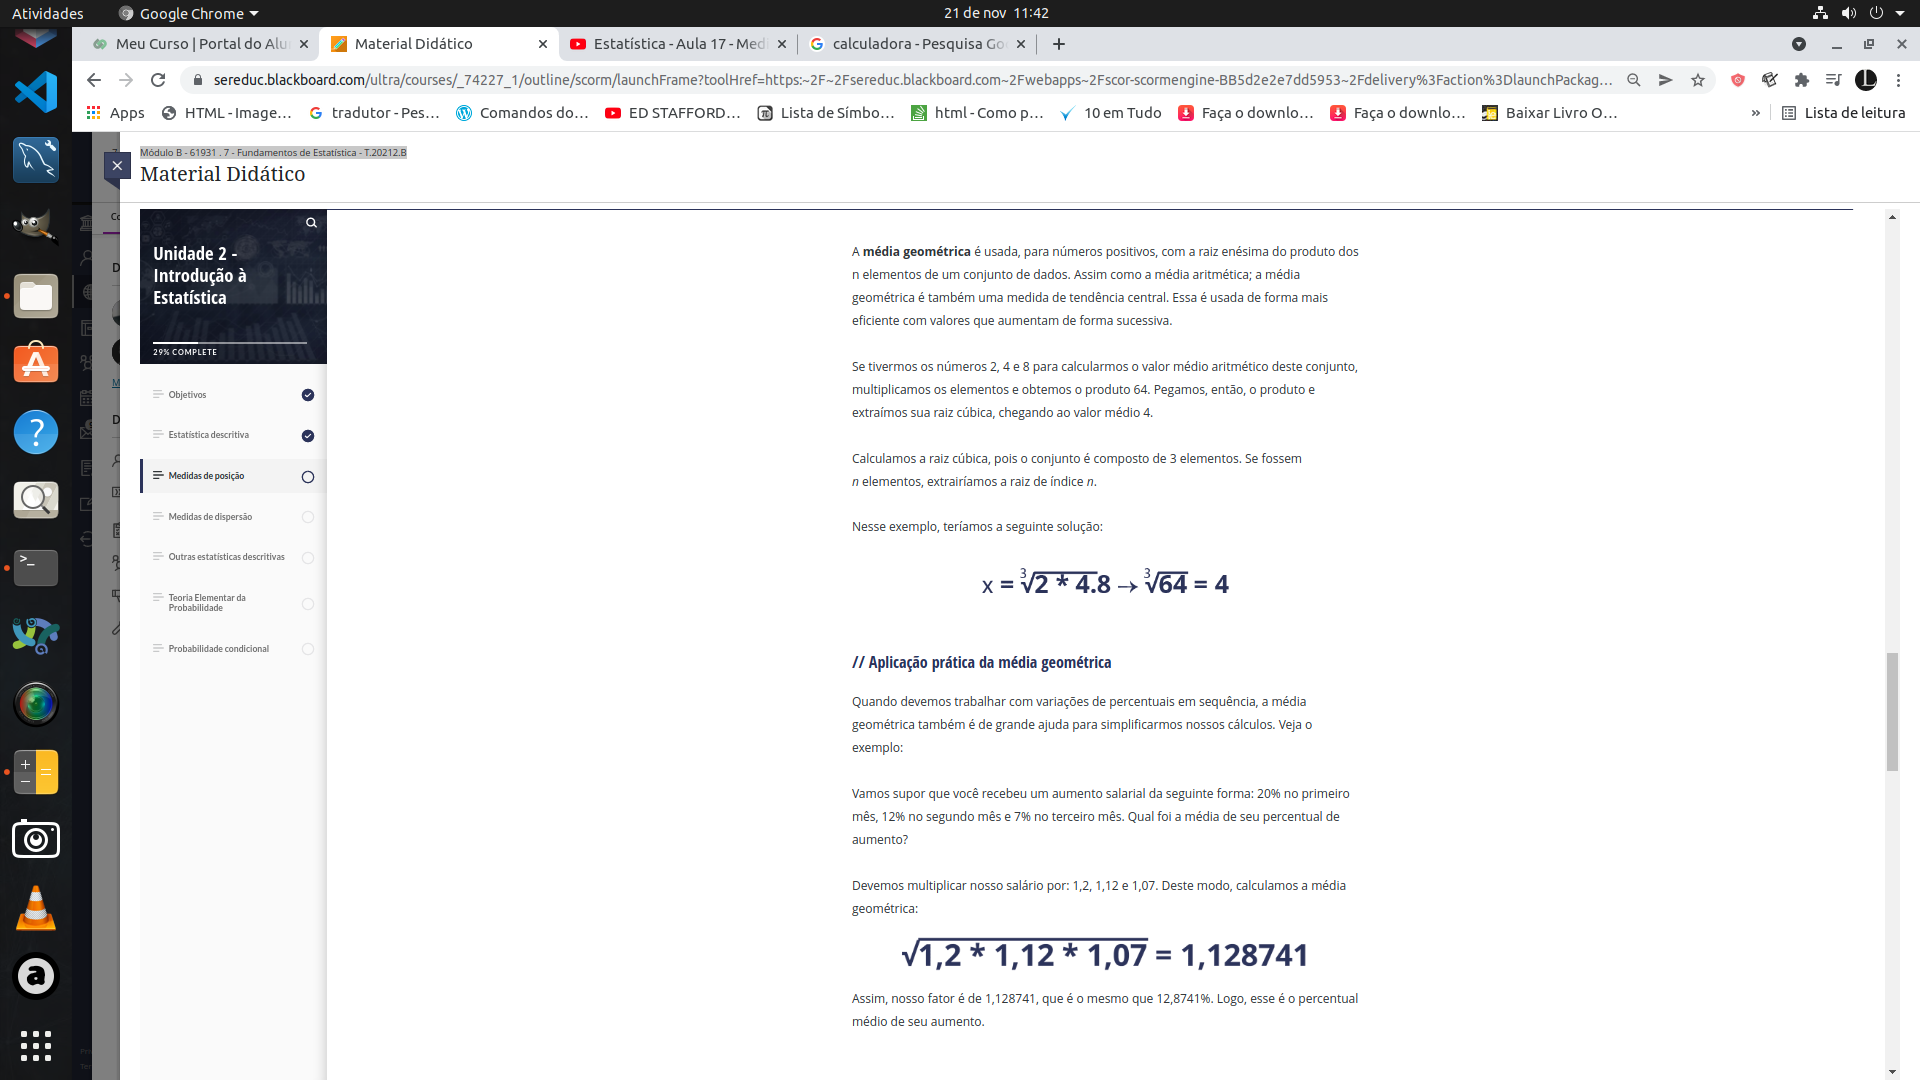 Atividades
Google Chrome
21 de nov 11:42
Meu Curso | Portal do Alu
Material Didático
Estatística - Aula 17 - Med
calculadora - Pesquisa Go
sereduc.blackboard.com/ultra/courses/_74227_1/outline/scorm/launchFrame?toolHref=https:~2F~2Fsereduc.blackboard.com~2Fwebapps~2Fscor-scormengine-BB5d2e2e7dd5953~2Fdelivery%3Faction%3DlaunchPackag...
Apps
HTML - Image...
tradutor - Pes...
Comandos do...
ED STAFFORD...
Lista de Símbo...
html - Como p...
10 em Tudo
Faça o downlo...
Faça o downlo...
Baixar Livro O...
»
Lista de leitura
Módulo B - 61931 . 7 - Fundamentos de Estatística - T.20212.B
Material Didático
Unidade 2 -
Introdução à
Estatística
29% COMPLETE
Objetivos
Estatística descritiva
Medidas de posição
Medidas de dispersão
Outras estatísticas descritivas
Teoria Elementar da
Probabilidade
Probabilidade condicional
A média geométrica é usada, para números positivos, com a raiz enésima do produto dos
n elementos de um conjunto de dados. Assim como a média aritmética; a média
geométrica é também uma medida de tendência central. Essa é usada de forma mais
eficiente com valores que aumentam de forma sucessiva.
Se tivermos os números 2, 4 e 8 para calcularmos o valor médio aritmético deste conjunto,
multiplicamos os elementos e obtemos o produto 64. Pegamos, então, o produto e
extraímos sua raiz cúbica, chegando ao valor médio 4.
Calculamos a raiz cúbica, pois o conjunto é composto de 3 elementos. Se fossem
n elementos, extrairíamos a raiz de índice n.
Nesse exemplo, teríamos a seguinte solução:
x = ∛2 * 4.8 → ∛64 = 4
// Aplicação prática da média geométrica
Quando devemos trabalhar com variações de percentuais em sequência, a média
geométrica também é de grande ajuda para simplificarmos nossos cálculos. Veja o
exemplo:
Vamos supor que você recebeu um aumento salarial da seguinte forma: 20% no primeiro
mês, 12% no segundo mês e 7% no terceiro mês. Qual foi a média de seu percentual de
aumento?
Devemos multiplicar nosso salário por: 1,2, 1,12 e 1,07. Deste modo, calculamos a média
geométrica:
√1,2 * 1,12 * 1,07 = 1,128741
Assim, nosso fator é de 1,128741, que é o mesmo que 12,8741%. Logo, esse é o percentual
médio de seu aumento.